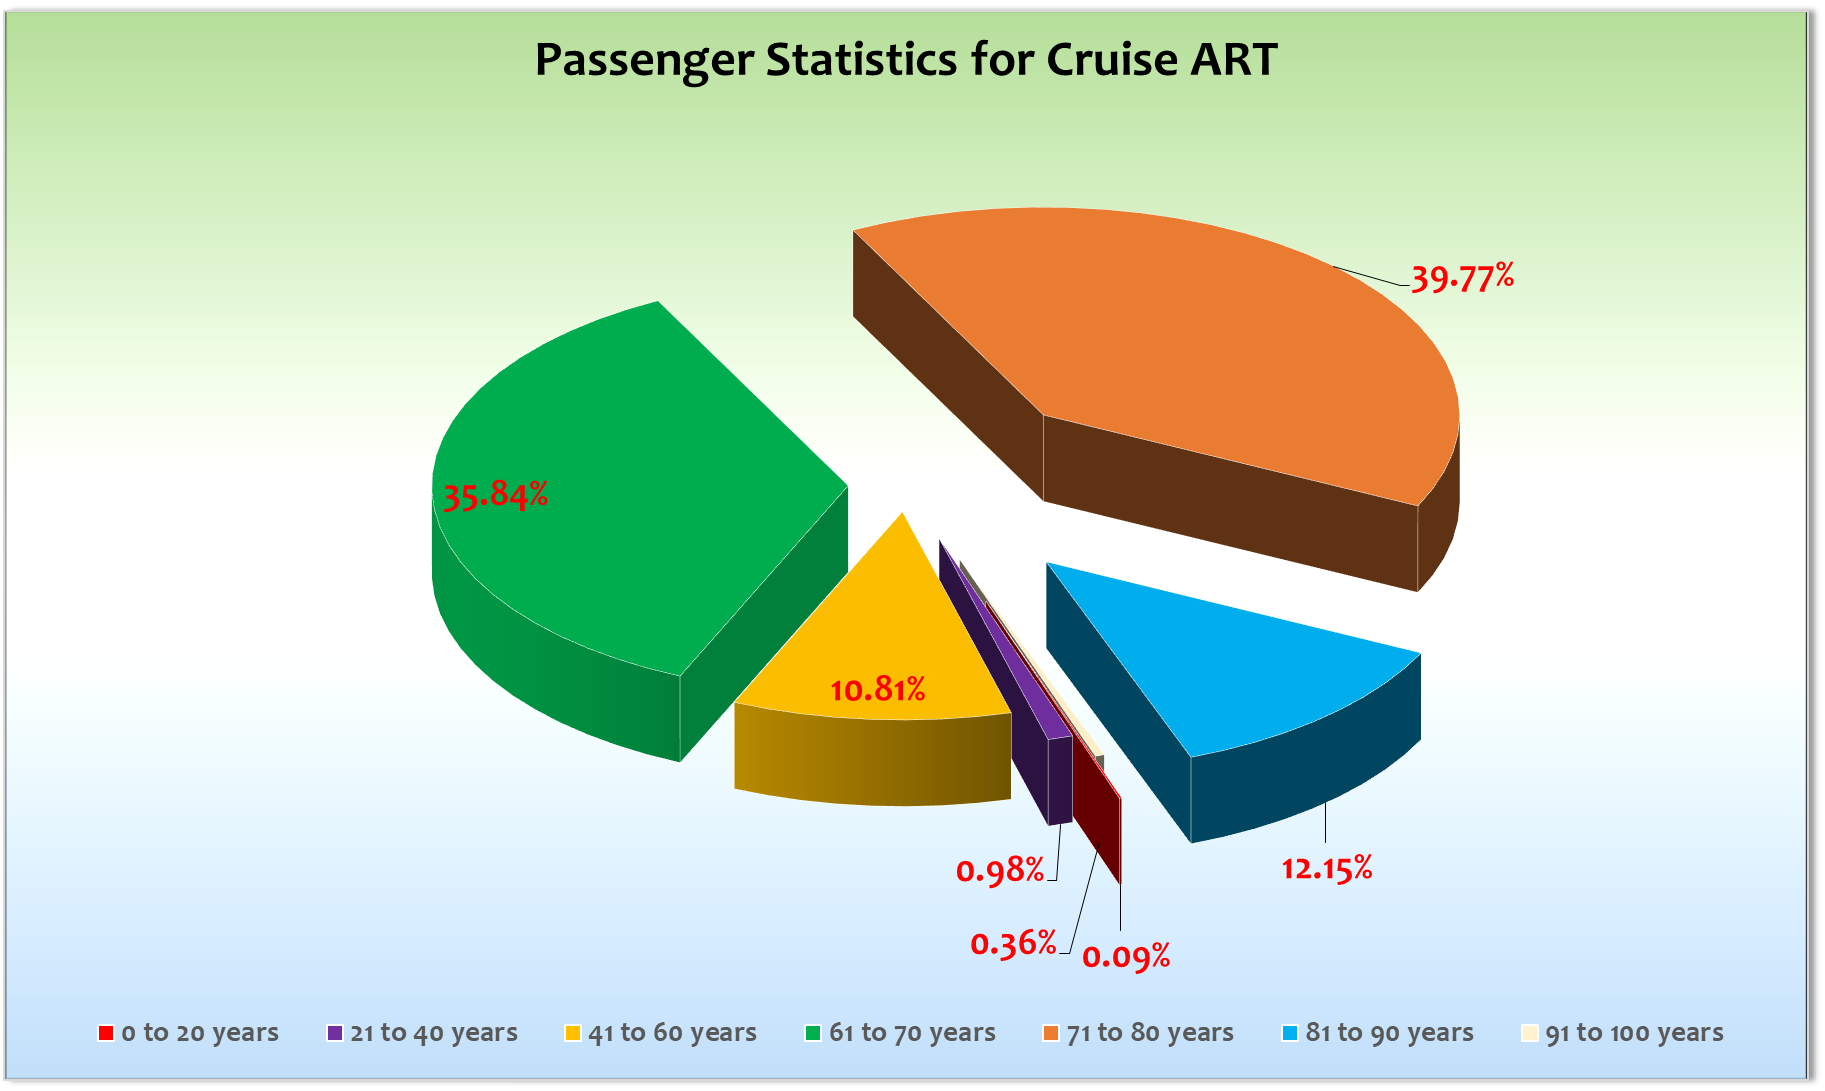 Passenger Statistics for Cruise ART
39.77%
35.84%
10.81%
0.98%
12.15%
0.36%
0.09%
0 to 20 years
21 to 40 years
41 to 60 years
61 to 70 years
71 to 80 years
81 to 90 years
91 to 100 years